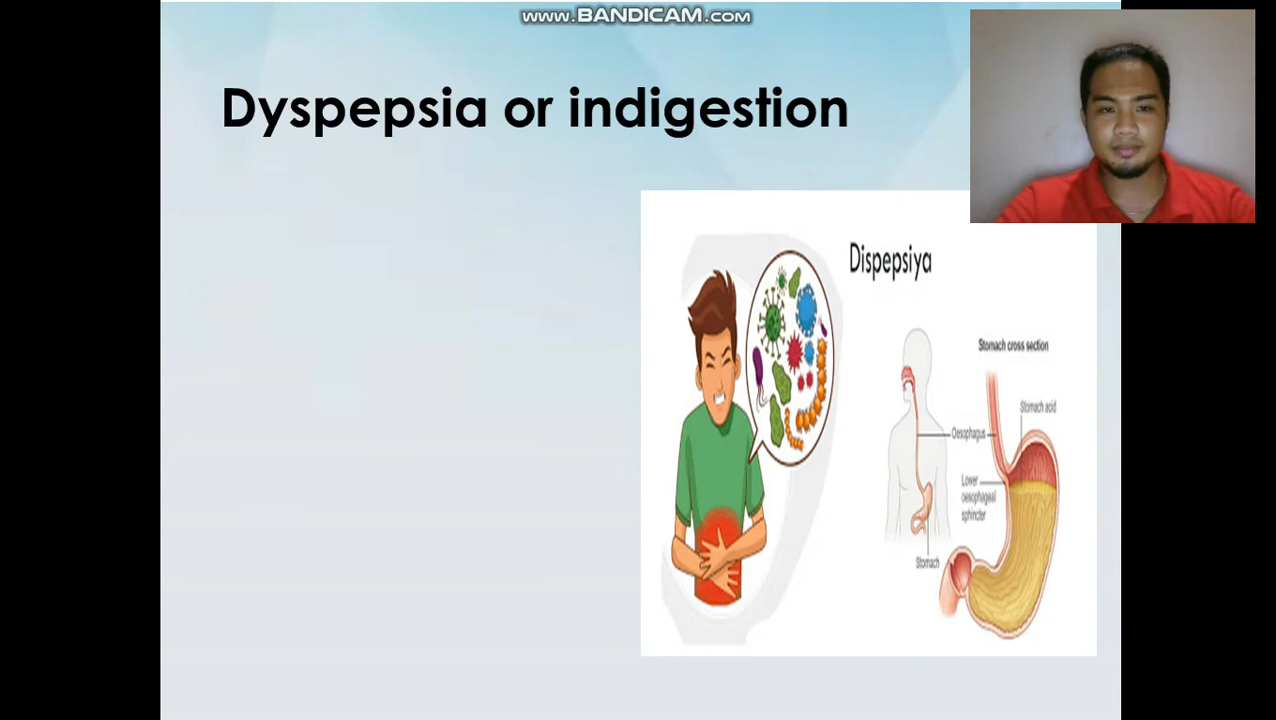 www.BANDICAM.com
Dyspepsia or indigestion
Dispepsiya
Stomach cross section
Stomach acid
Oesophagus
Lower
oesophageal
sphincter
Stomach